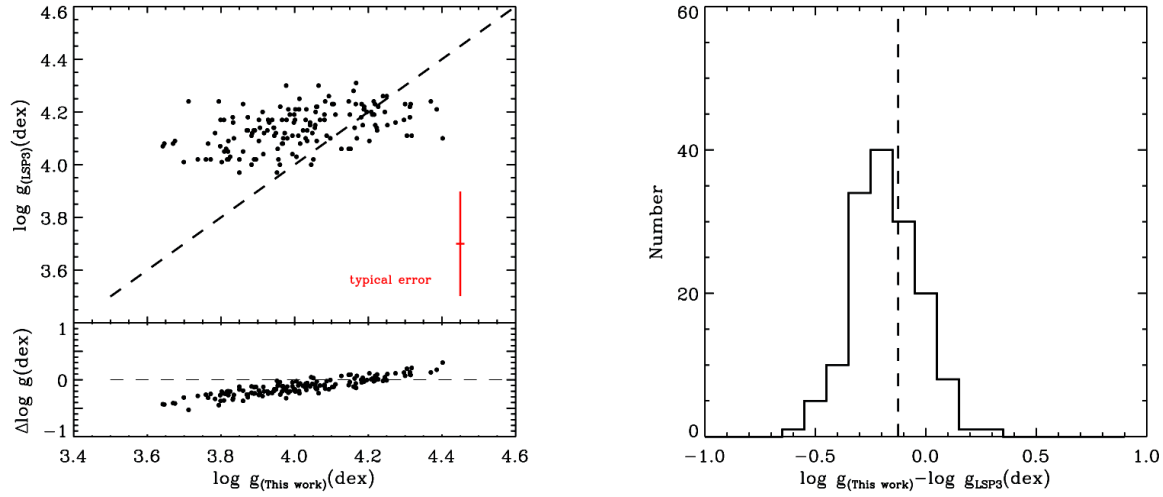 4.6
4.4
4.2
4.0
3.8
3.6
log g(LSP3)(dex)
typical error
1
0
−1
Δlog g(dex)
3.4 3.6 3.8 4.0 4.2 4.4 4.6
log g(This work)(dex)
60
40
20
0
Number
−1.0 −0.5 0.0 0.5 1.0
log g(This work)−log gLSP3(dex)